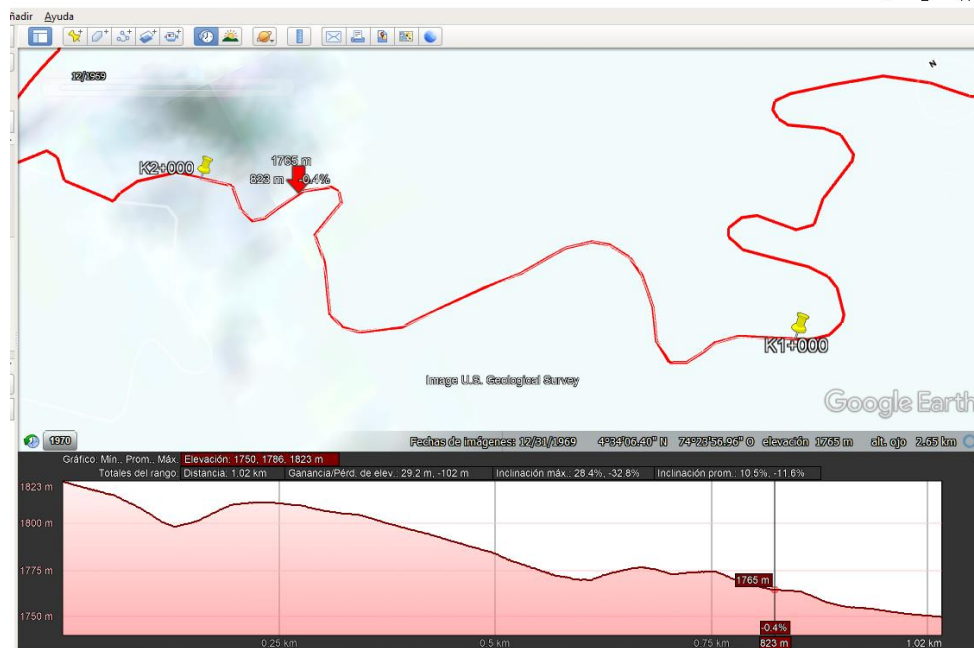 ñadir Ayuda
12/1969
N
K2+000
1765 m
823 m -0.4%
K1+000
Image U.S. Geological Survey
Google Earth
1970
Fechas de imágenes: 12/31/1969 4°34'06.40" N 74°23'56.96" O elevación 1765 m alt. ojo 2.65 km
Gráfico: Mín., Prom., Máx. Elevación: 1750, 1786, 1823 m
Totales del rango: Distancia: 1.02 km Ganancia/Pérd. de elev.: 29.2 m, -102 m Inclinación máx.: 28.4%, -32.8% Inclinación prom.: 10.5%, -11.6%
1823 m
1800 m
1775 m
1765 m
1750 m
-0.4%
0.25 km 0.5 km 0.75 km 823 m 1.02 km